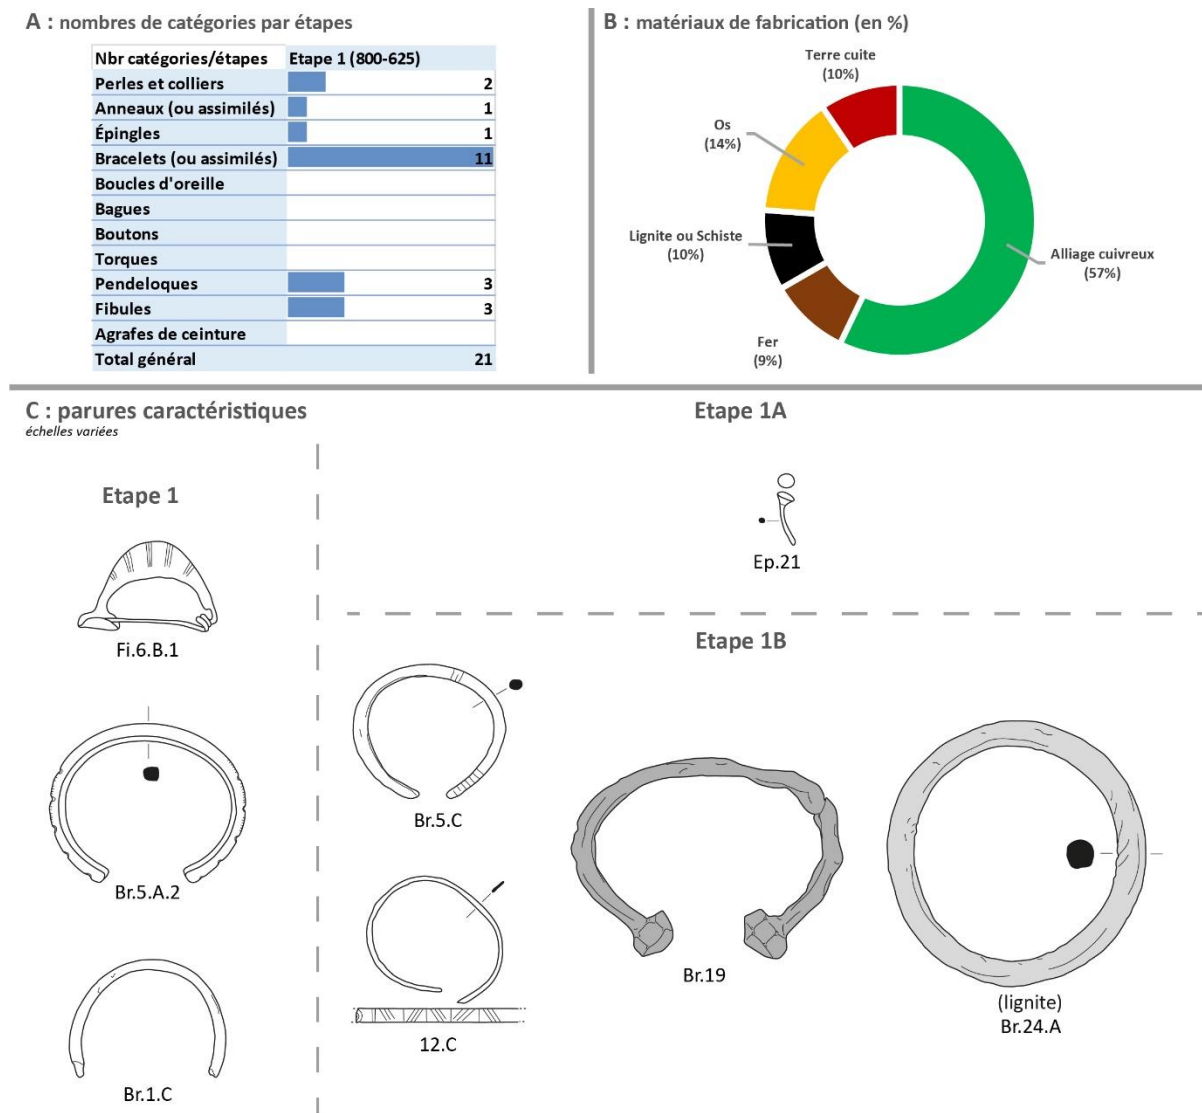 A : nombres de catégories par étapes
Nbr catégories/étapes Etape 1 (800-625)
Perles et colliers 2
Anneaux (ou assimilés) 1
Épingles 1
Bracelets (ou assimilés) 11
Boucles d'oreille
Bagues
Boutons
Torques
Pendeloques 3
Fibules 3
Agrafes de ceinture
Total général 21
B : matériaux de fabrication (en %)
Terre cuite
(10%)
Os
(14%)
Lignite ou Schiste
(10%)
Alliage cuivreux
(57%)
Fer
(9%)
C : parures caractéristiques
échelles variées
Etape 1
Fi.6.B.1
Br.5.A.2
Br.1.C
Etape 1A
Ep.21
Etape 1B
Br.5.C
12.C
Br.19
(lignite)
Br.24.A